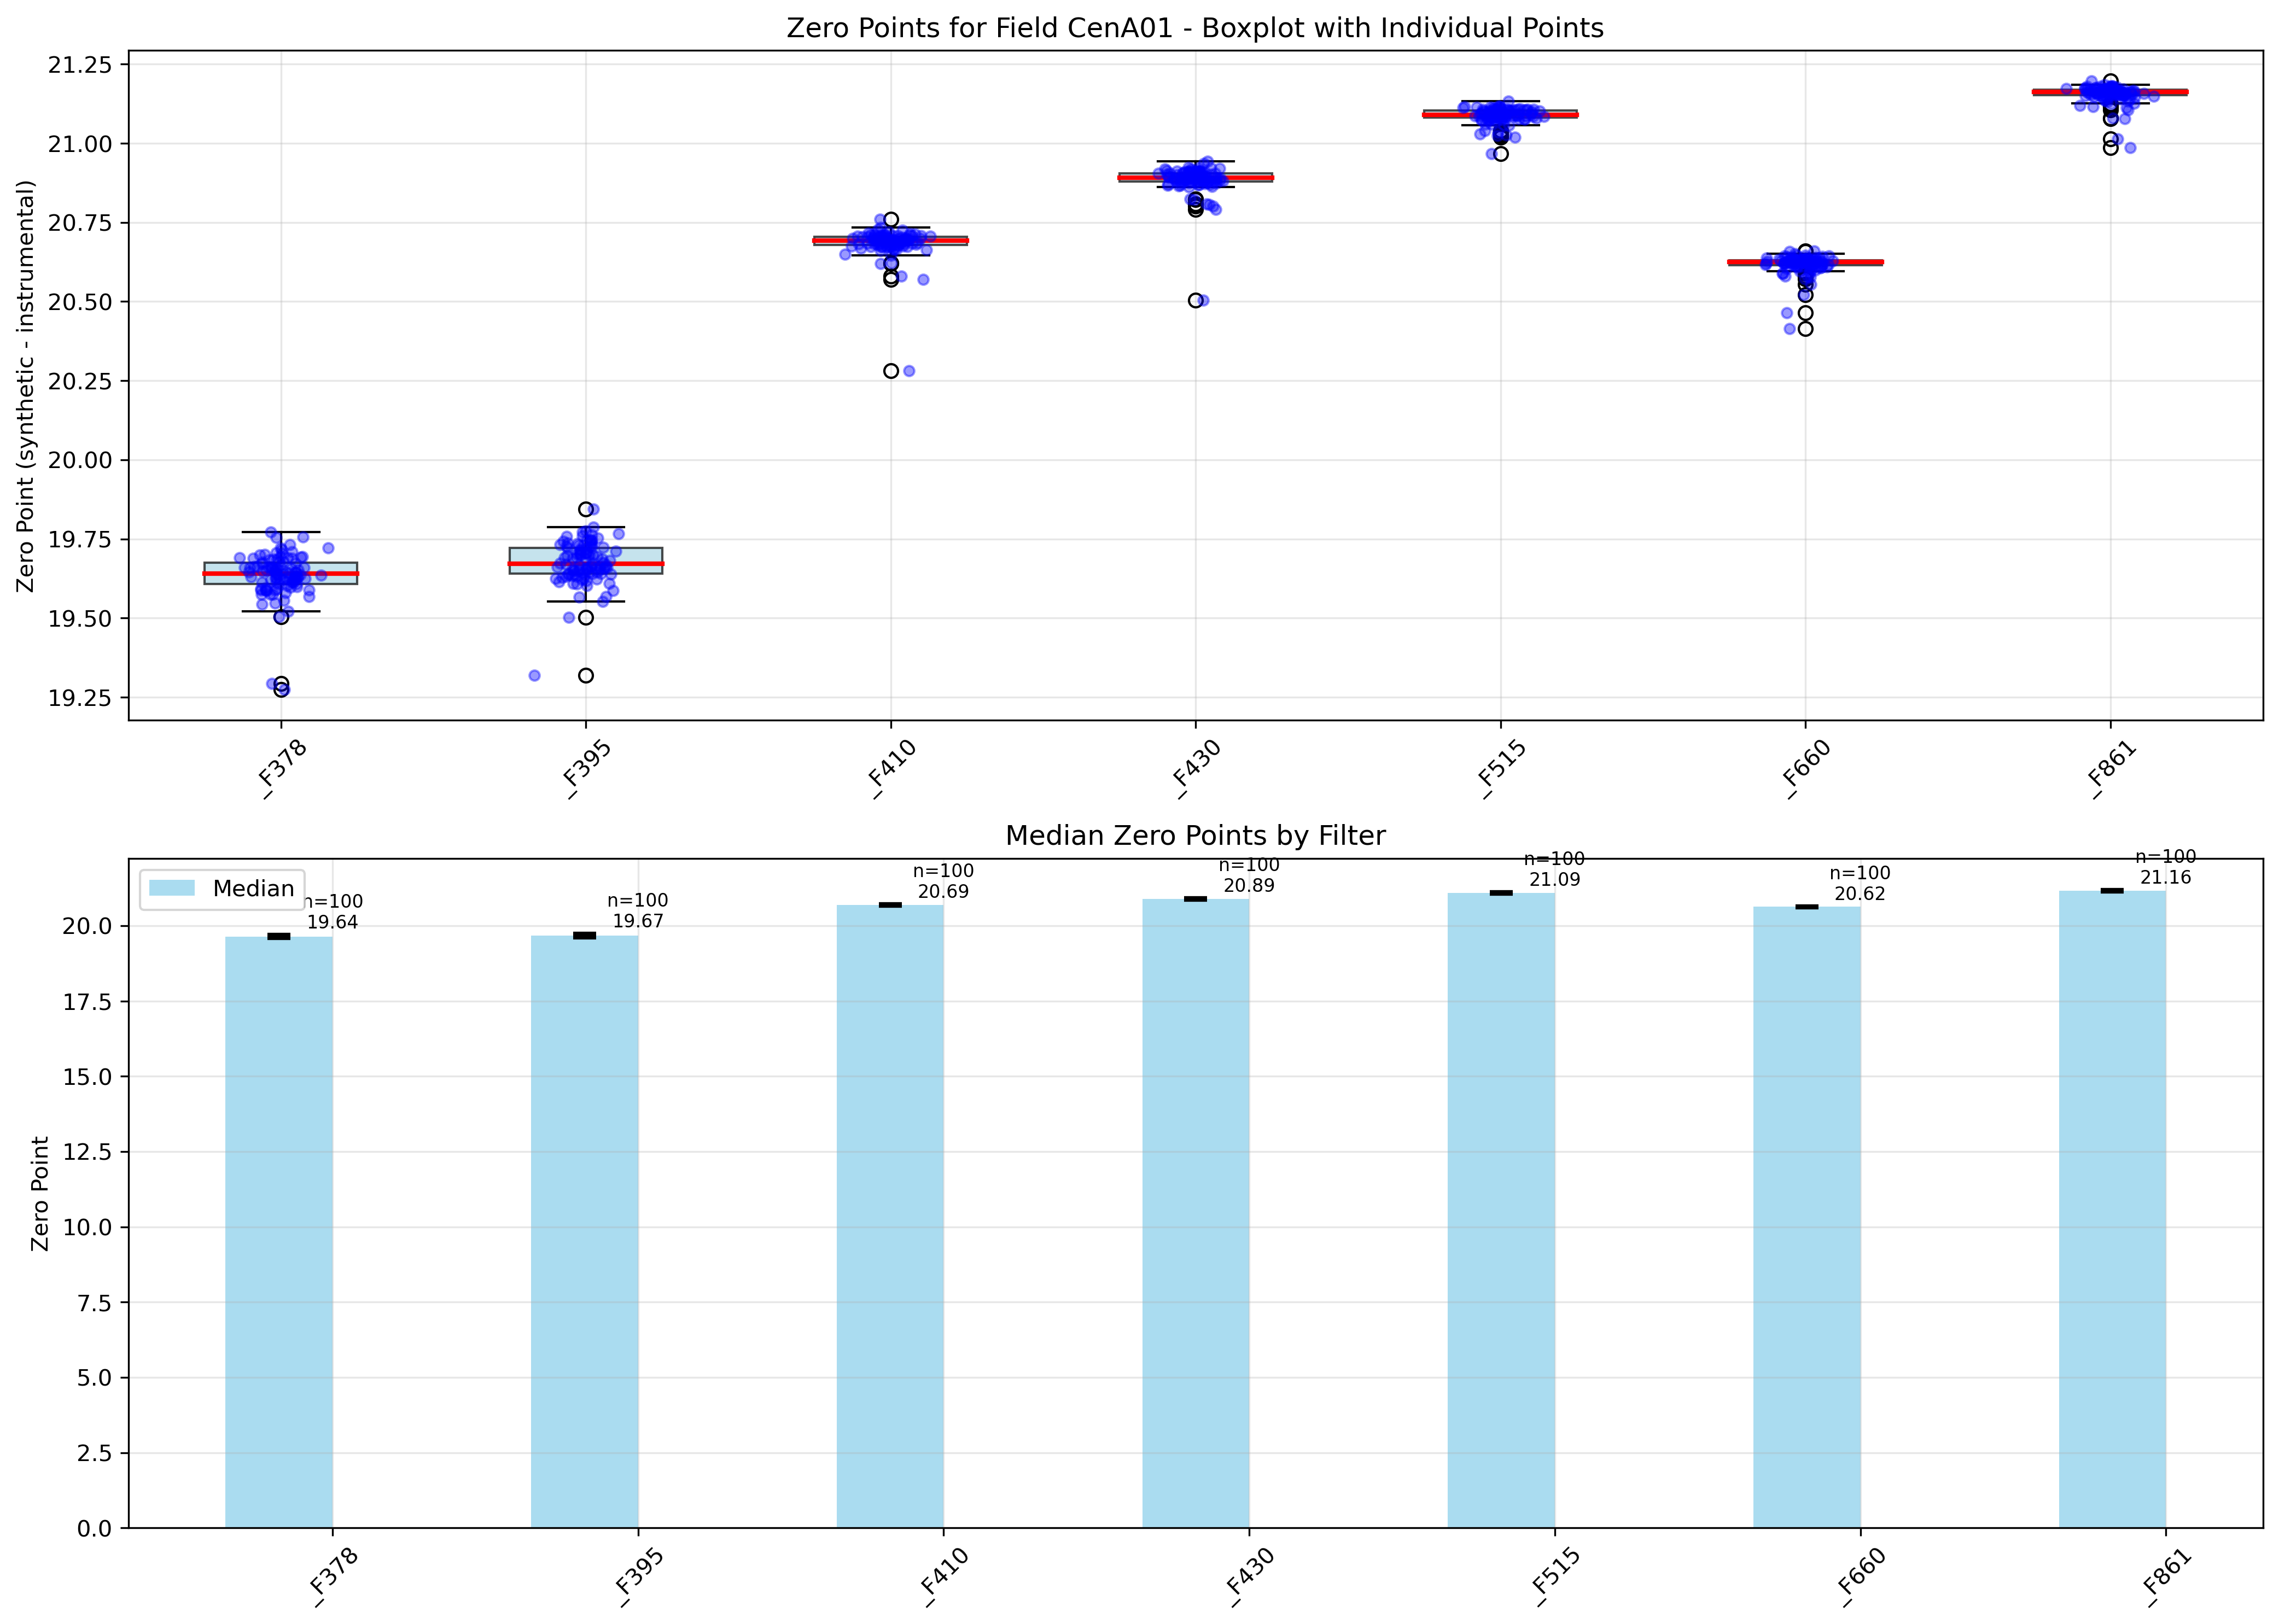 Zero Points for Field CenA01 - Boxplot with Individual Points
Zero Point (synthetic - instrumental)
21.25
21.00
20.75
20.50
20.25
20.00
19.75
19.50
19.25
_F378
_F395
_F410
_F430
_F515
_F660
_F861
Median Zero Points by Filter
Zero Point
20.0
17.5
15.0
12.5
10.0
7.5
5.0
2.5
0.0
Median
n=100
19.64
n=100
19.67
n=100
20.69
n=100
20.89
n=100
21.09
n=100
20.62
n=100
21.16
_F378
_F395
_F410
_F430
_F515
_F660
_F861